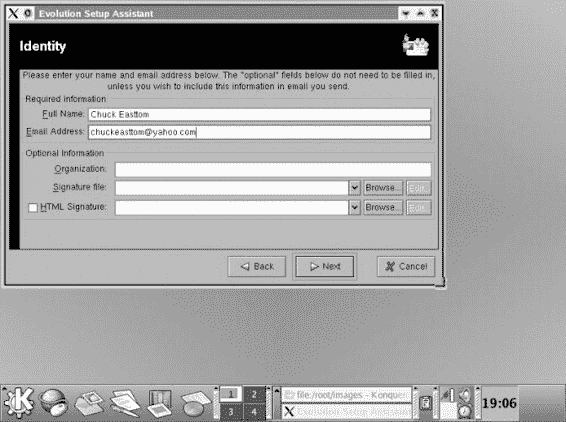 Evolution Setup Assistant
Identity
Please enter your name and email address below. The "optional" fields below do not need to be filled in,
unless you wish to include this information in email you send.
Required Information
Full Name: Chuck Easttom
Email Address: chuckeasttom@yahoo.com
Optional Information
Organization:
Signature file: Browse... Edit...
HTML Signature: Browse... Edit...
Back Next Cancel
1 2
file:/root/images - Konquer
19:06
3 4
Evolution Setup Assistan